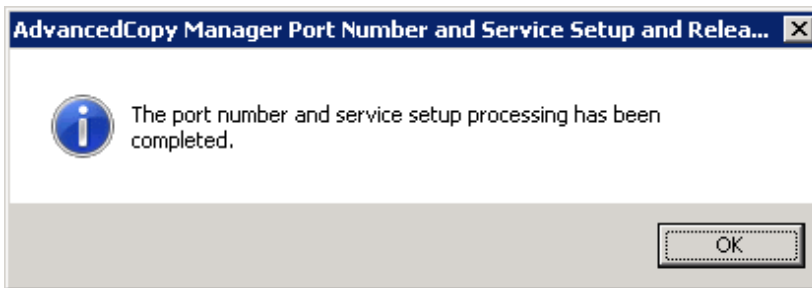 AdvancedCopy Manager Port Number and Service Setup and Relea...
The port number and service setup processing has been
completed.
OK